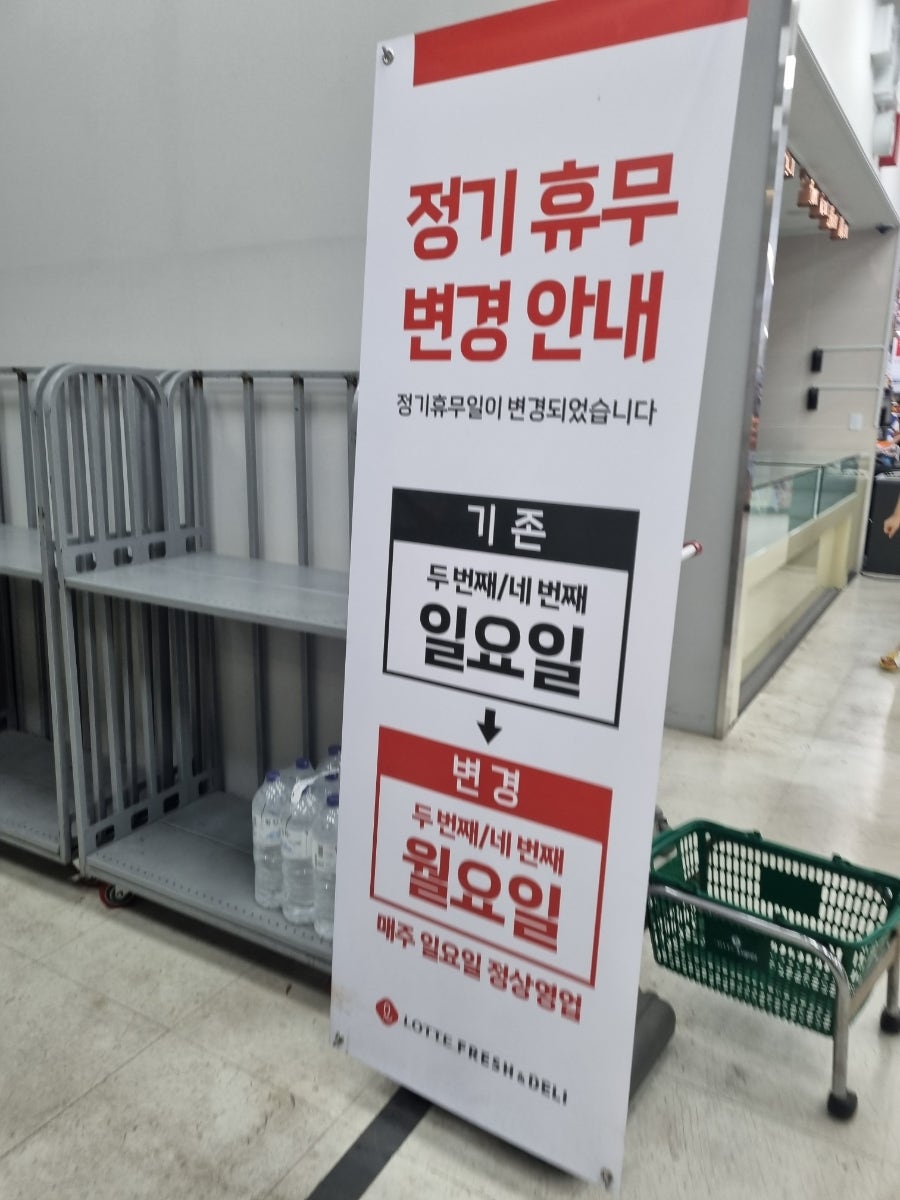 정기 휴무
변경 안내
정기휴무일이 변경되었습니다
기존
두 번째/네 번째
일요일
변경
두 번째/네 번째
월요일
매주 일요일 정상영업
LOTTE FRESH & DELI